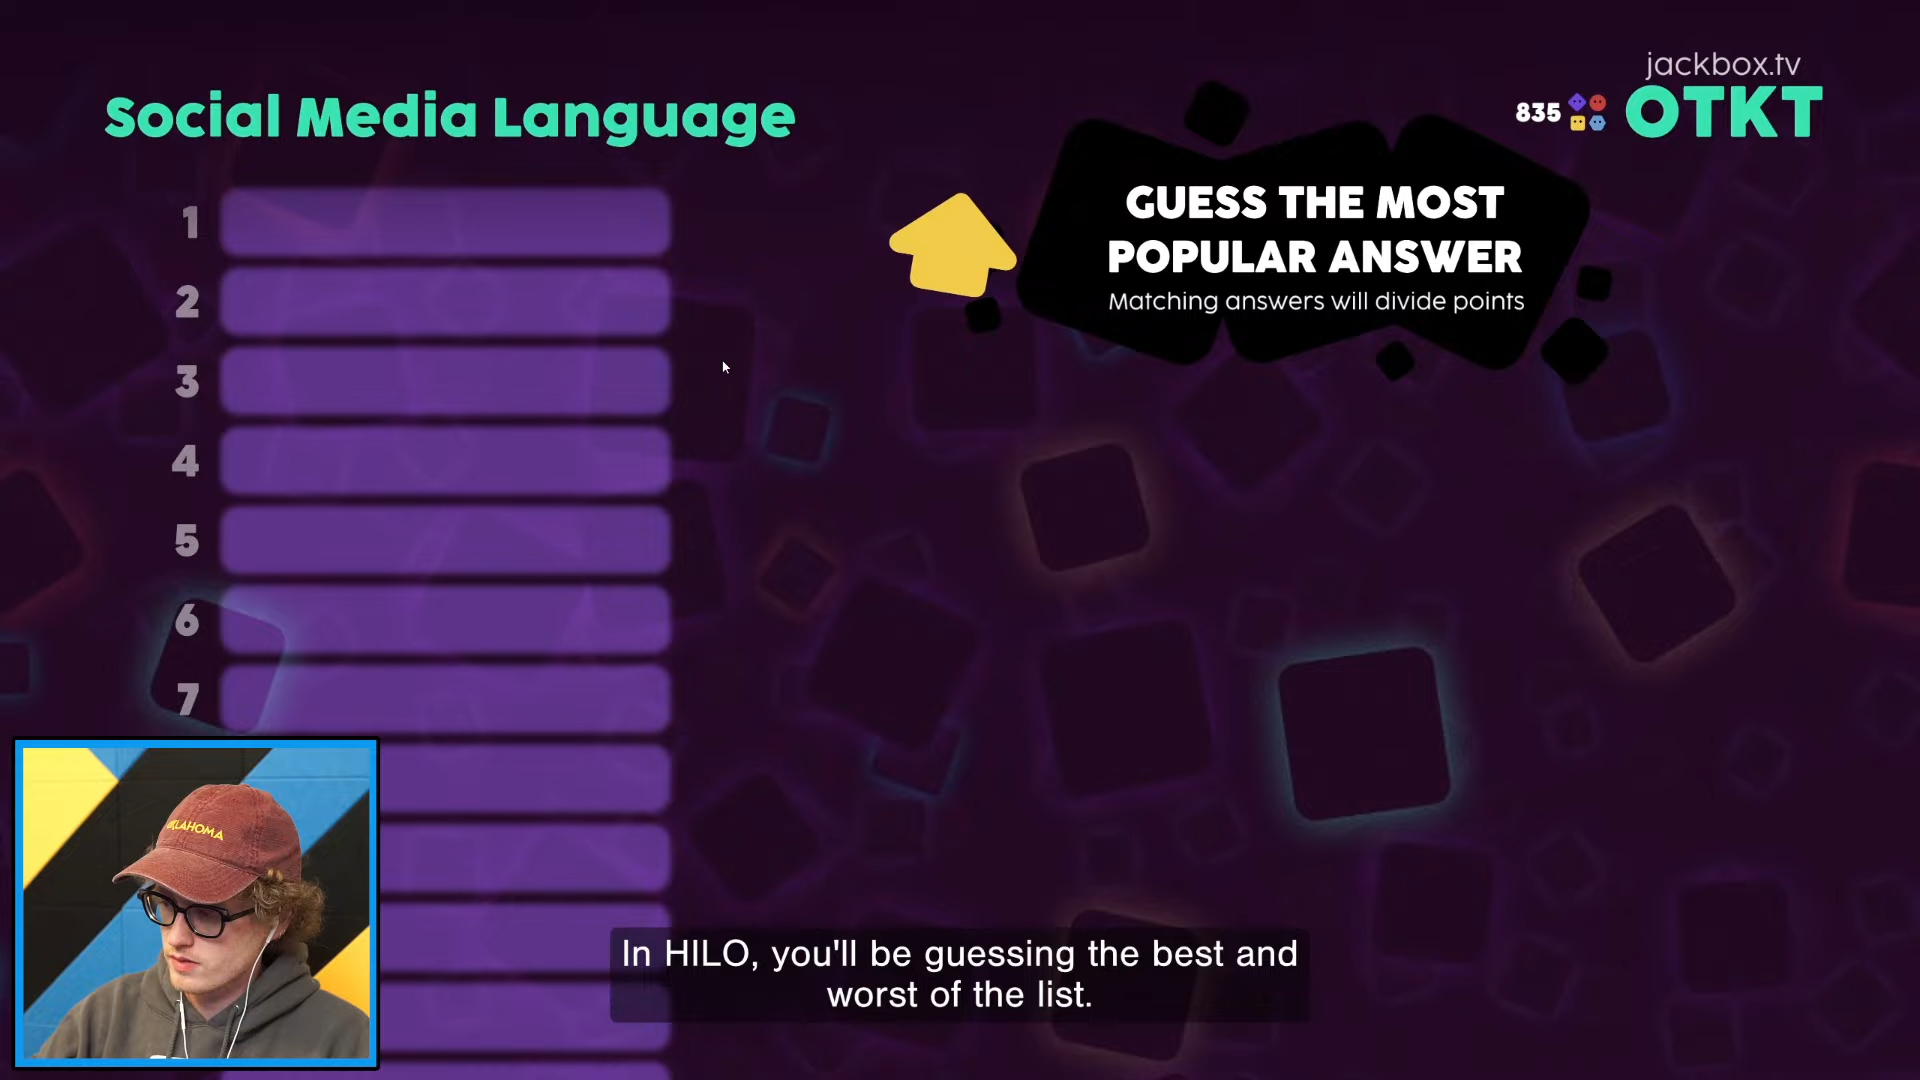 jackbox.tv
Social Media Language
835
OTKT
GUESS THE MOST
POPULAR ANSWER
Matching answers will divide points
1
2
3
4
5
6
7
OKLAHOMA
In HILO, you'll be guessing the best and
worst of the list.